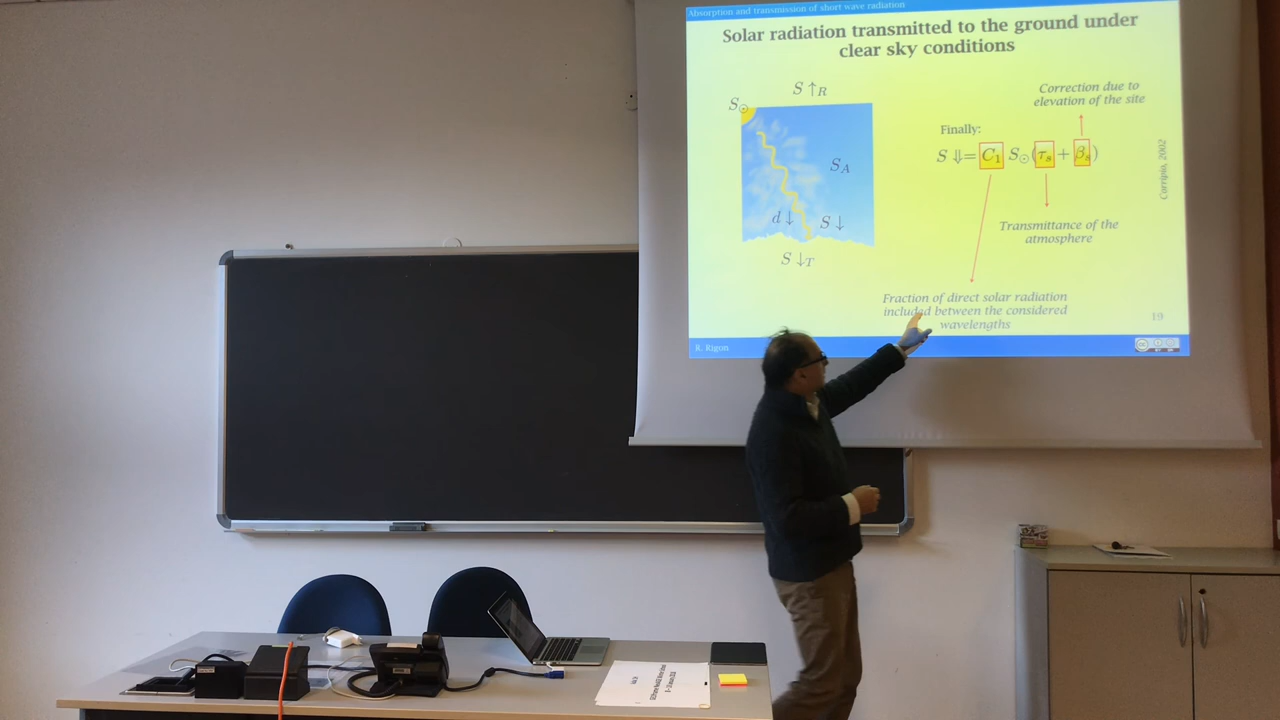 Absorption and transmission of short wave radiation
Solar radiation transmitted to the ground under
clear sky conditions
S ↑R
S⊙
SA
d ↓
S ↓
S ↓T
Correction due to
elevation of the site
Finally:
S ⇓= C1 S⊙(τs + βs)
Corripio, 2002
Transmittance of the
atmosphere
Fraction of direct solar radiation
included between the considered
wavelengths
19
R. Rigon